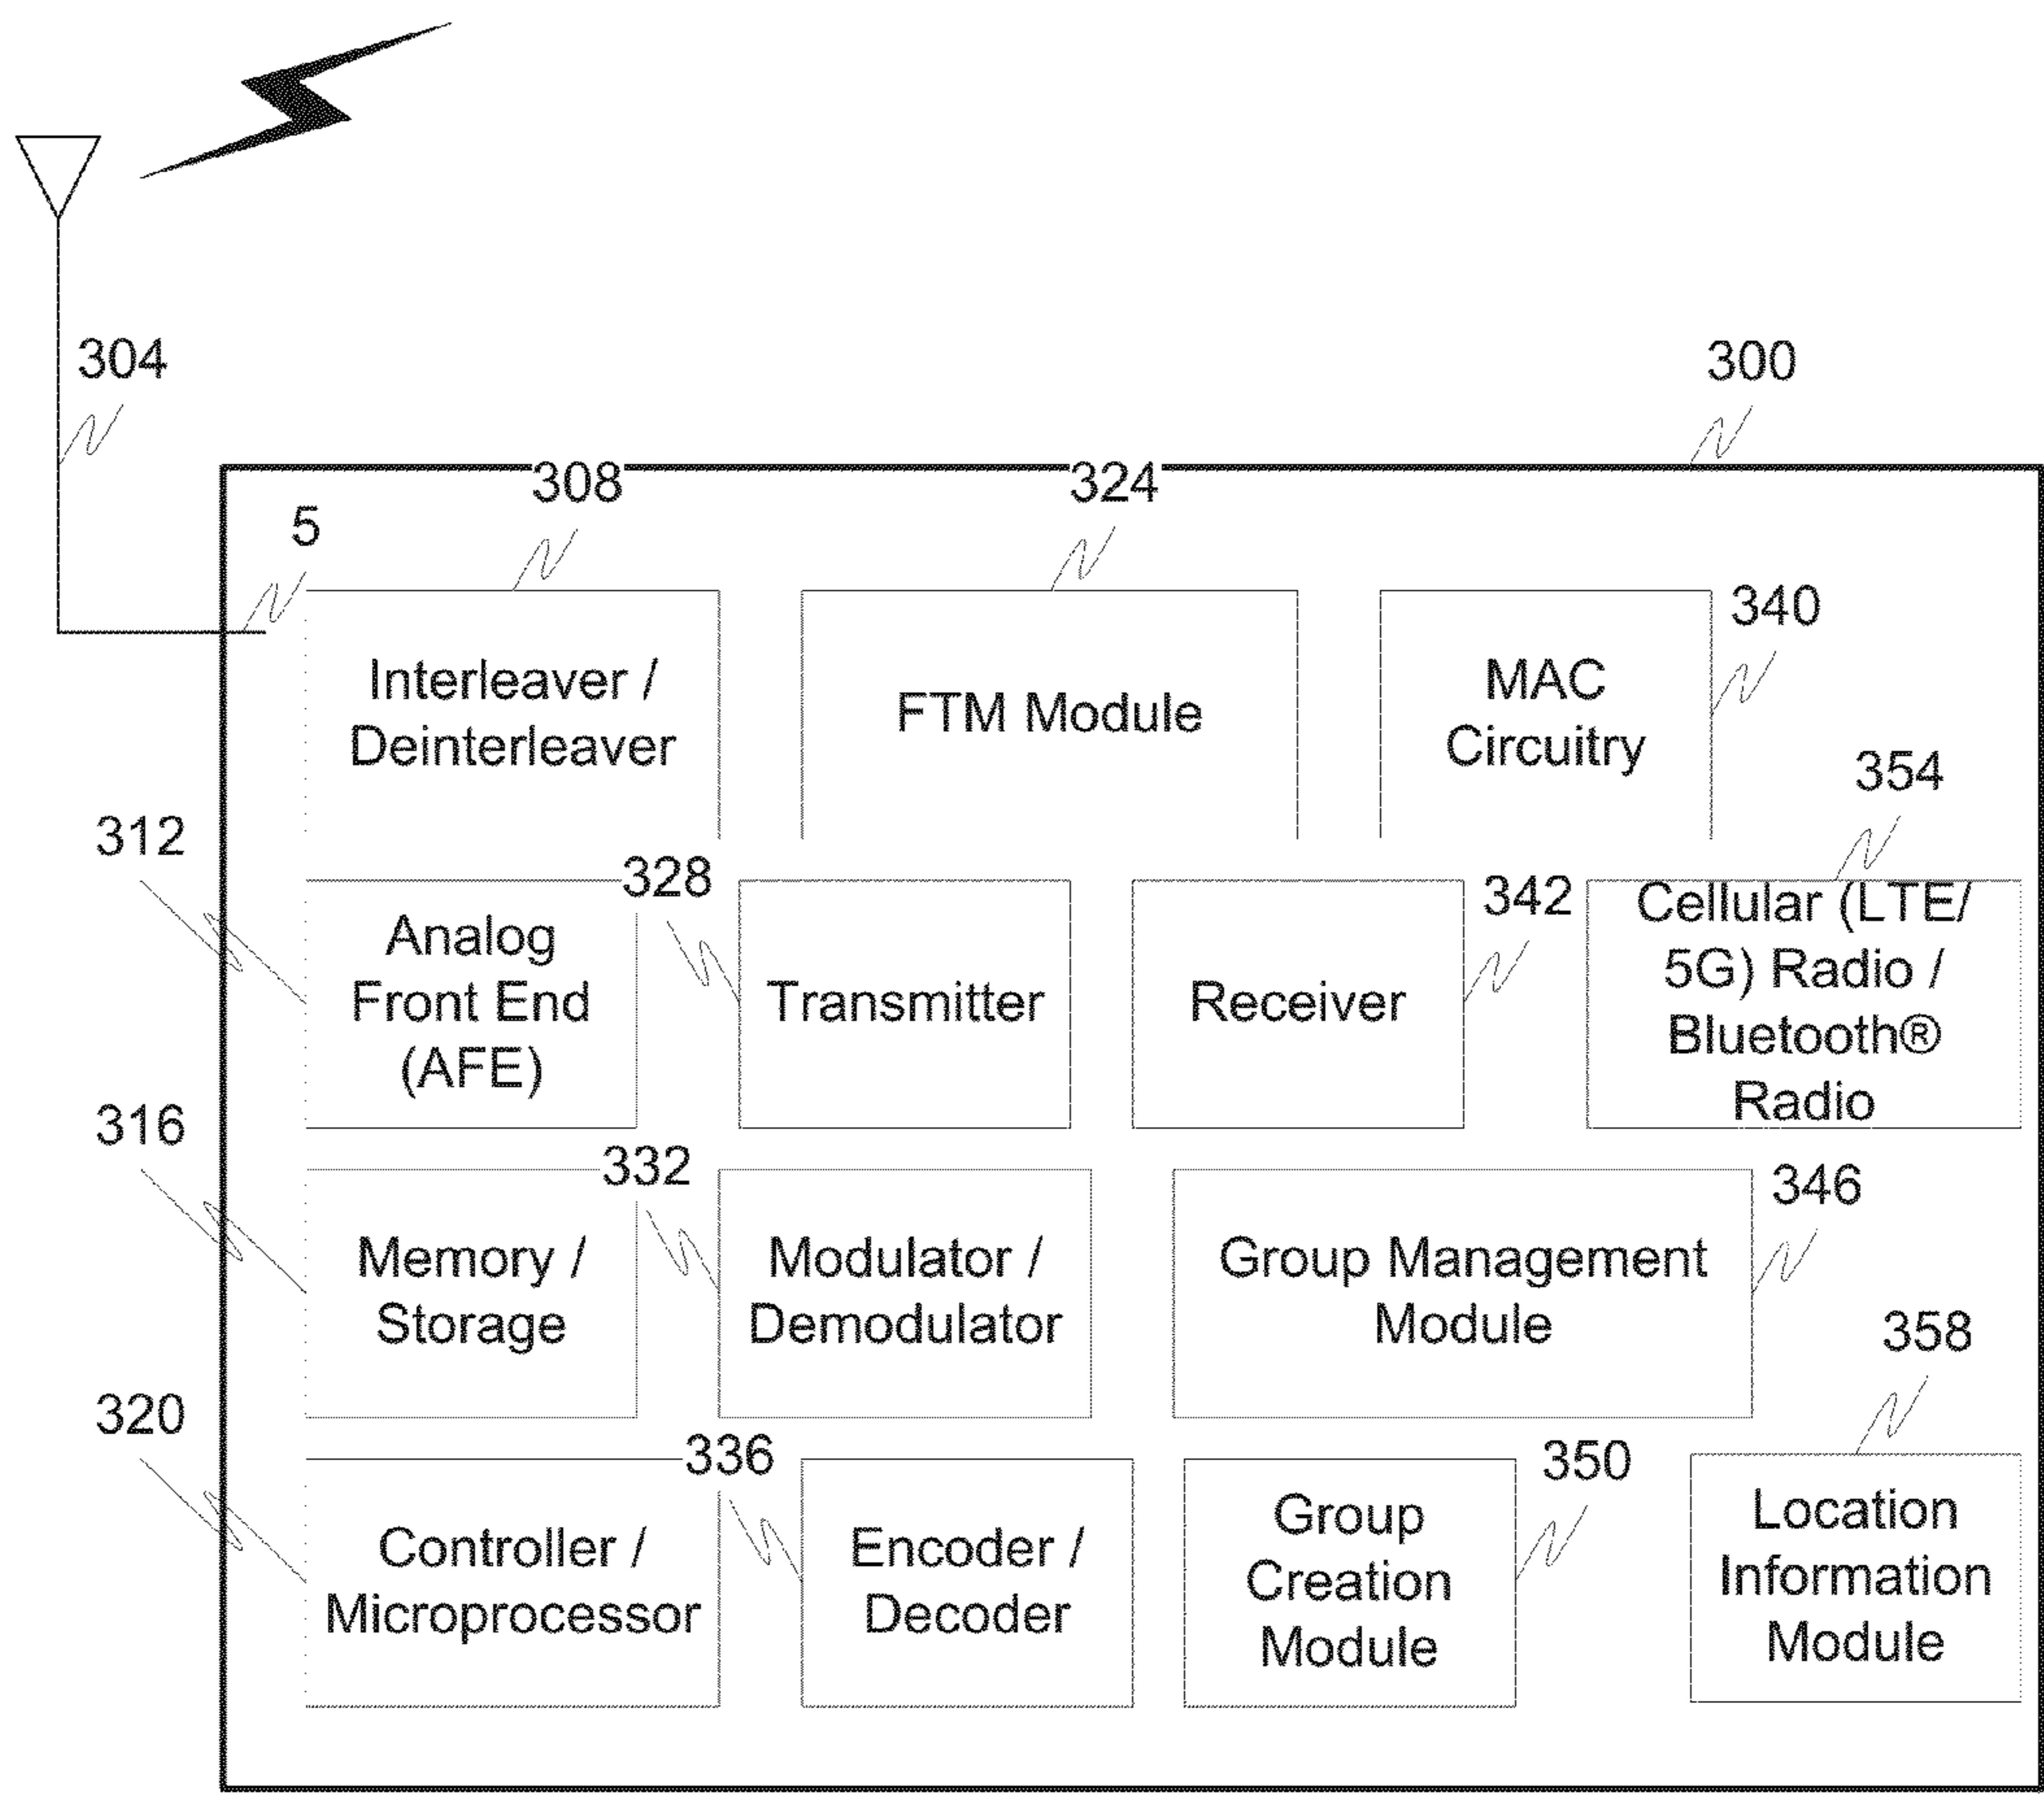 304
300
308
324
5
340
Interleaver /
Deinterleaver
FTM Module
MAC
Circuitry
354
312
328
342
Analog
Front End
(AFE)
Transmitter
Receiver
Cellular (LTE/
5G) Radio /
Bluetooth®
Radio
316
332
346
Memory /
Storage
Modulator /
Demodulator
Group Management
Module
358
320
336
350
Controller /
Microprocessor
Encoder /
Decoder
Group
Creation
Module
Location
Information
Module